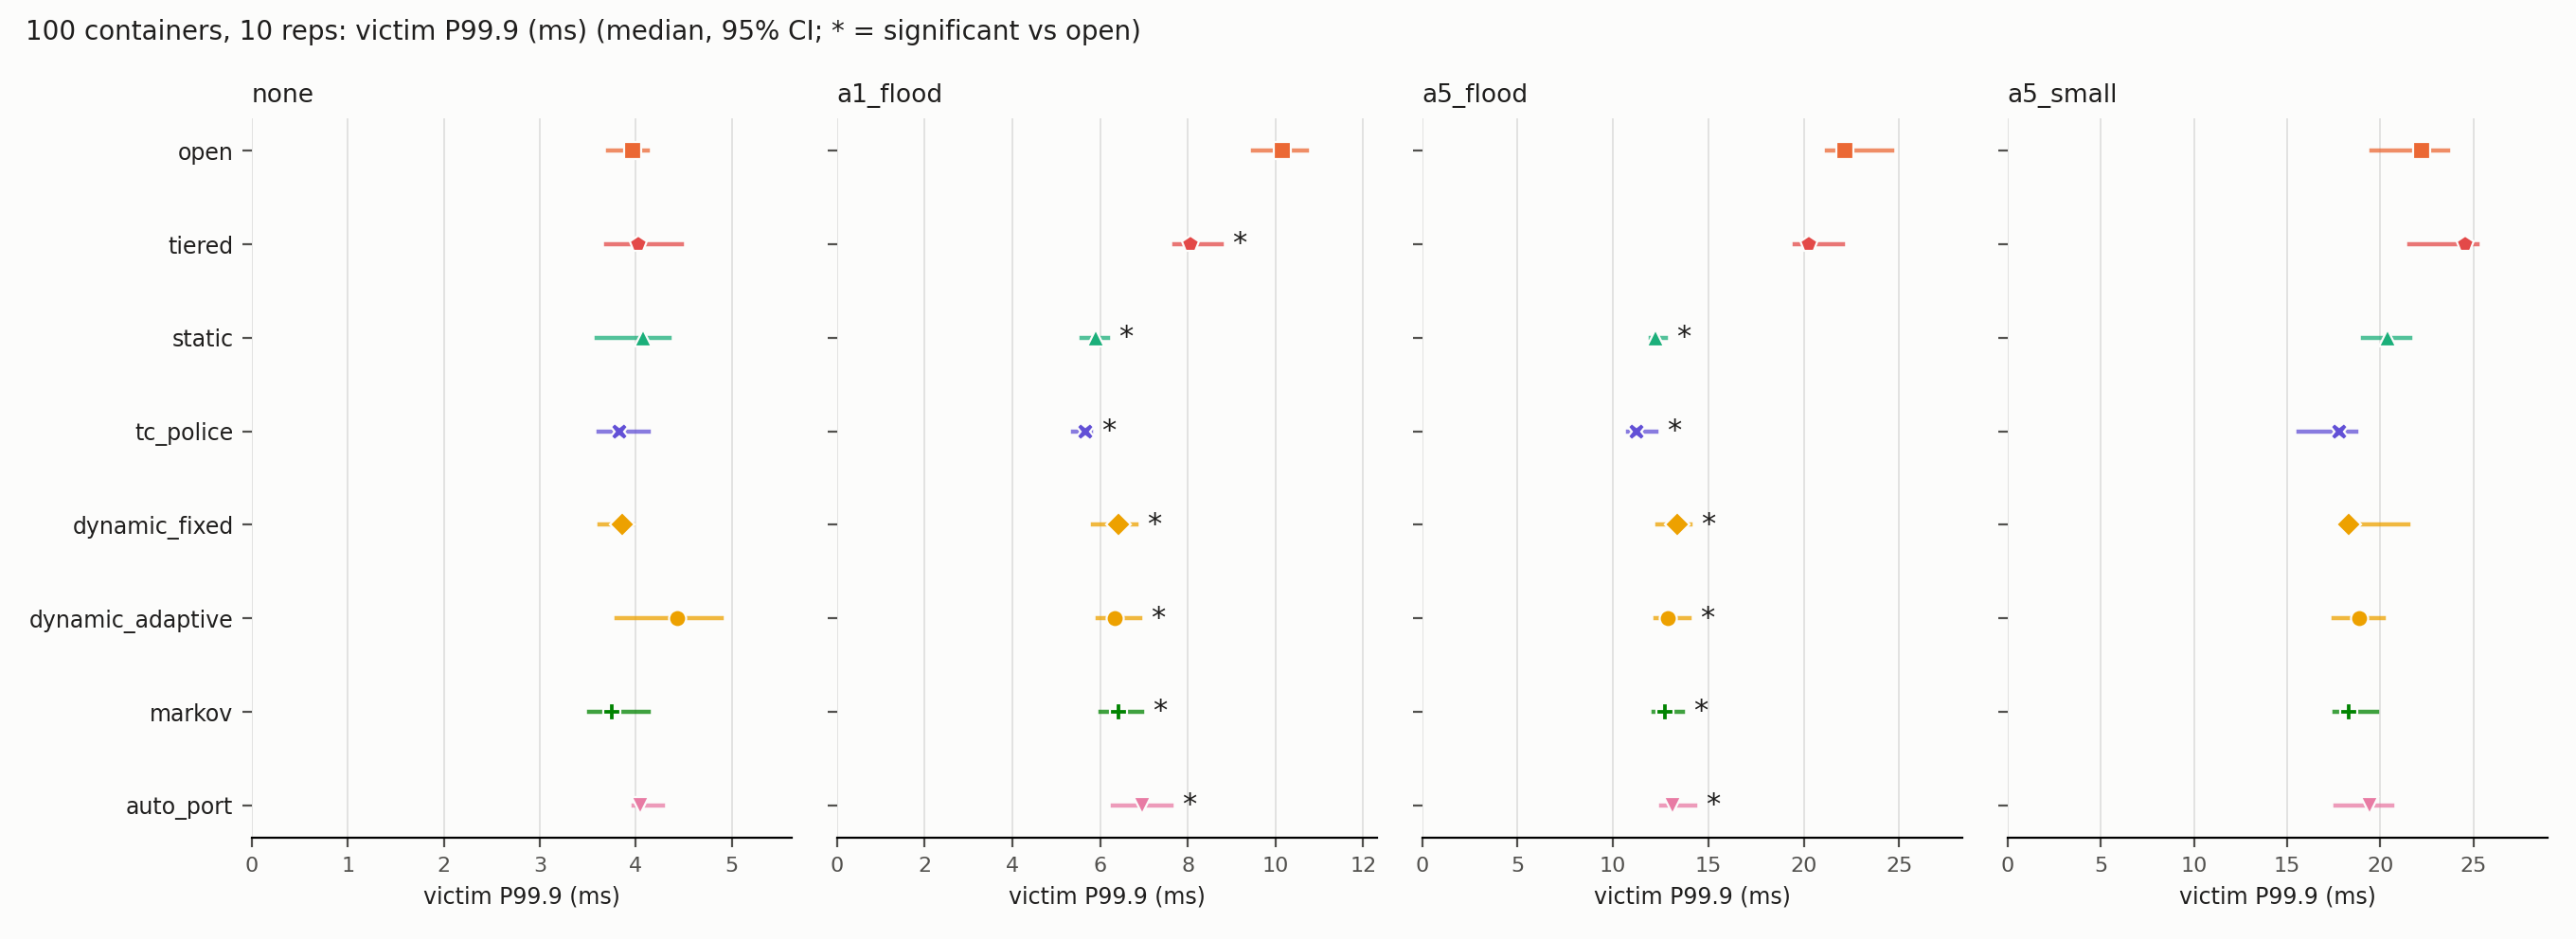 100 containers, 10 reps: victim P99.9 (ms) (median, 95% CI; * = significant vs open)
none a1_flood a5_flood a5_small
open
tiered *
static * *
tc_police * *
dynamic_fixed * *
dynamic_adaptive * *
markov * *
auto_port * *
0 1 2 3 4 5 0 2 4 6 8 10 12 0 5 10 15 20 25 0 5 10 15 20 25
victim P99.9 (ms) victim P99.9 (ms) victim P99.9 (ms) victim P99.9 (ms)